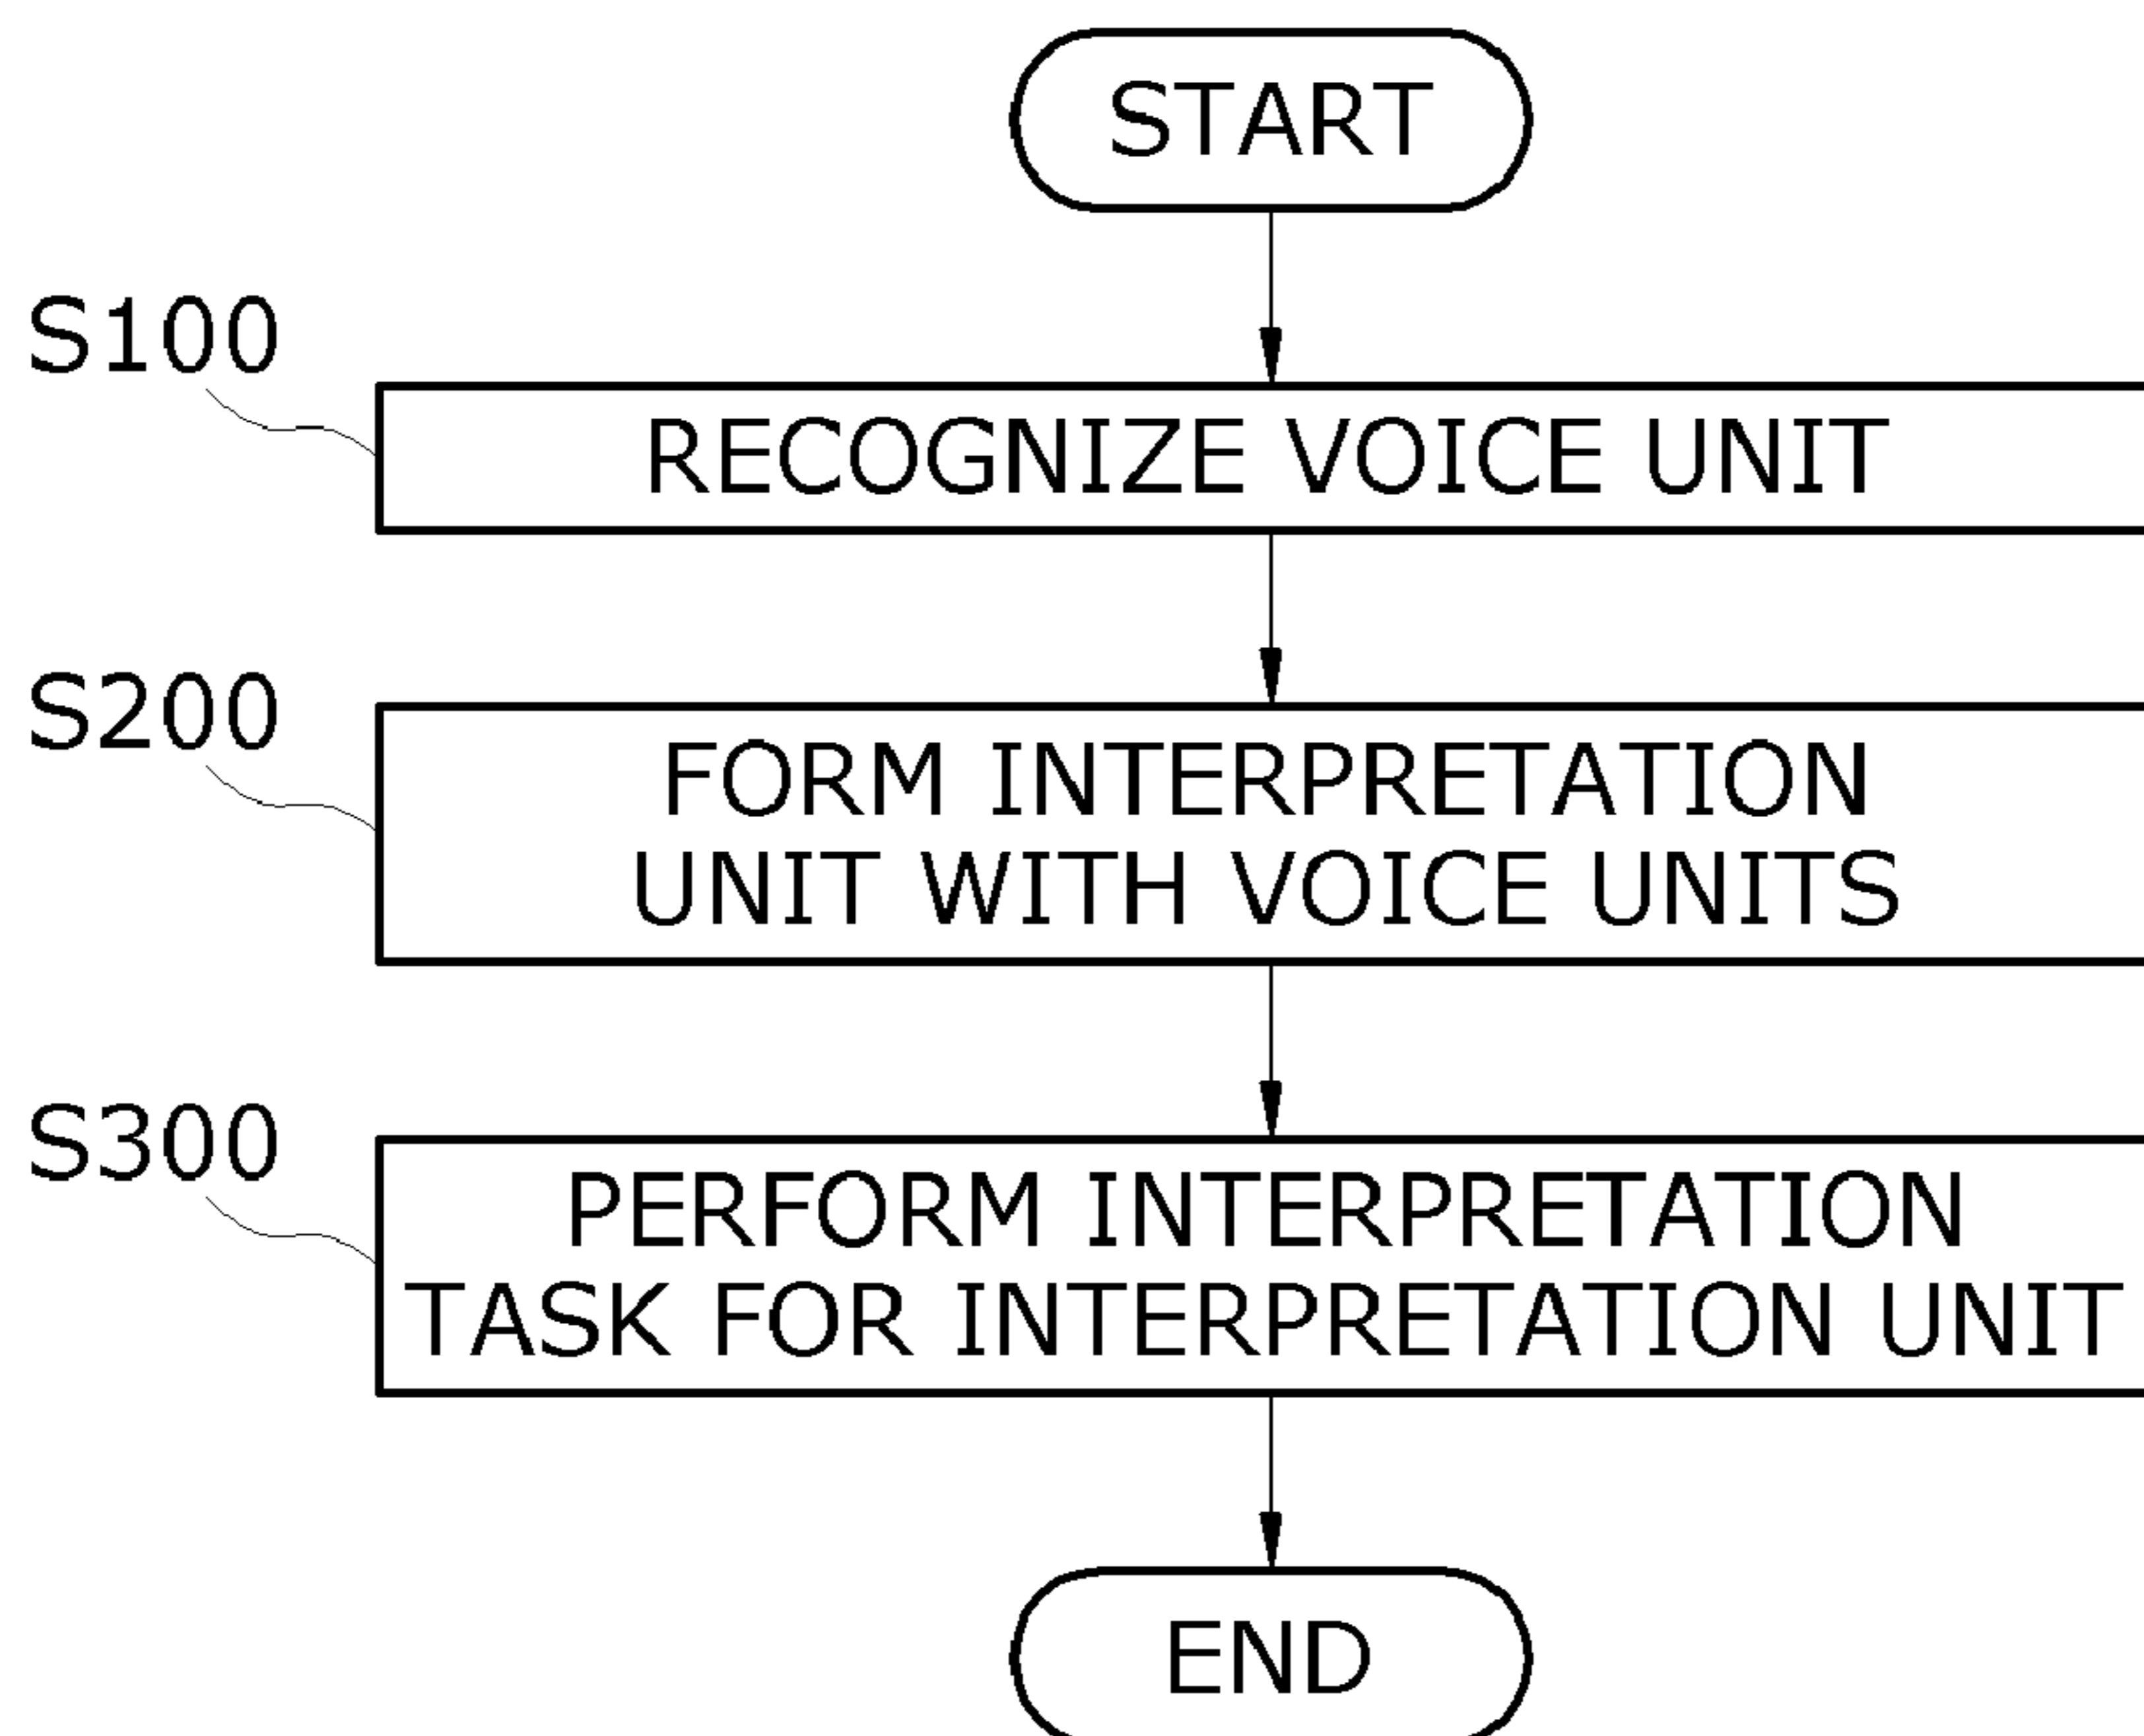 START
S100
RECOGNIZE VOICE UNIT
S200
FORM INTERPRETATION
UNIT WITH VOICE UNITS
S300
PERFORM INTERPRETATION
TASK FOR INTERPRETATION UNIT
END